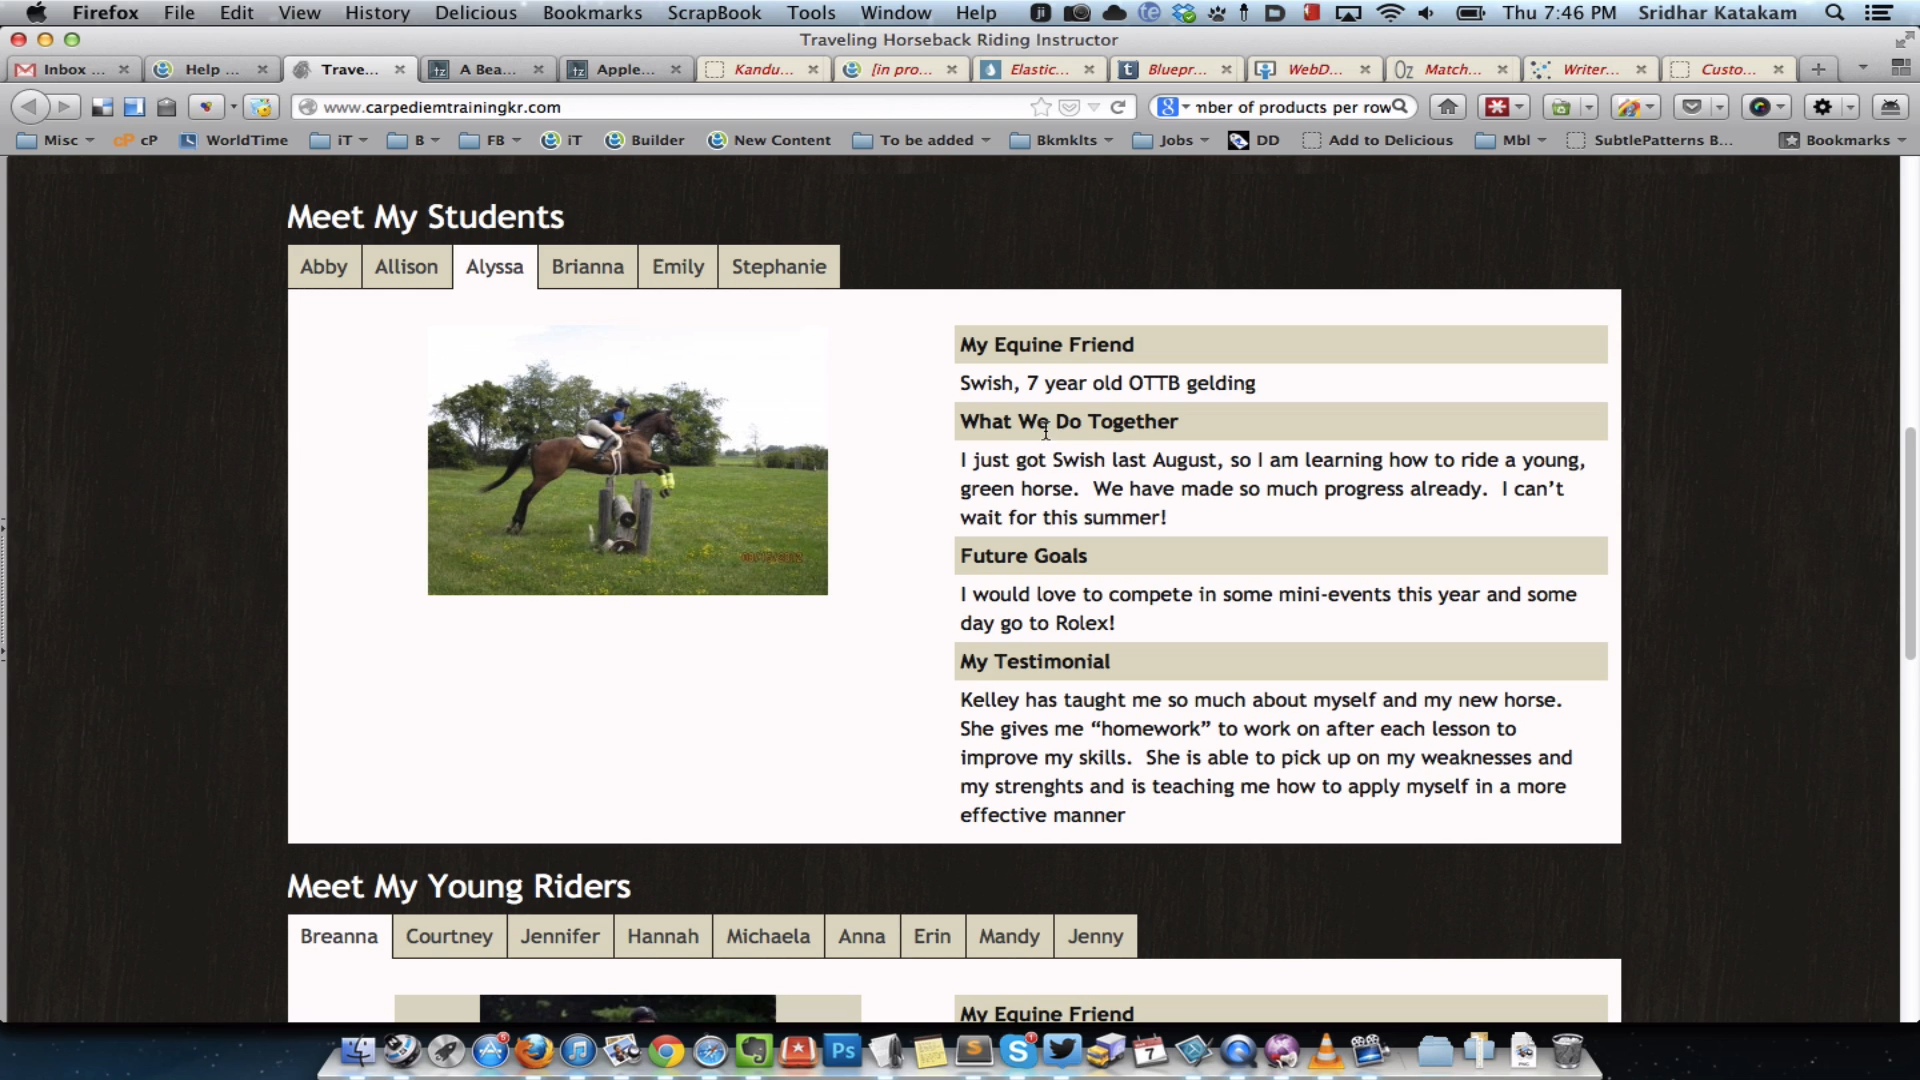 Firefox File Edit View History Delicious Bookmarks ScrapBook Tools Window Help Thu 7:46 PM Sridhar Katakam
Traveling Horseback Riding Instructor
Inbox ... Help ... Trave... A Bea... Apple... Kandu... [in pro... Elastic... Bluepr... WebD... Match... Writer... Custo...
www.carpediemtrainingkr.com mber of products per row
Misc cP WorldTime iT B FB iT Builder New Content To be added Bkmklts Jobs DD Add to Delicious Mbl SubtlePatterns B... Bookmarks
Meet My Students
Abby Allison Alyssa Brianna Emily Stephanie
My Equine Friend
Swish, 7 year old OTTB gelding
What We Do Together
I just got Swish last August, so I am learning how to ride a young,
green horse. We have made so much progress already. I can’t
wait for this summer!
Future Goals
I would love to compete in some mini-events this year and some
day go to Rolex!
My Testimonial
Kelley has taught me so much about myself and my new horse.
She gives me “homework” to work on after each lesson to
improve my skills. She is able to pick up on my weaknesses and
my strenghts and is teaching me how to apply myself in a more
effective manner
Meet My Young Riders
Breanna Courtney Jennifer Hannah Michaela Anna Erin Mandy Jenny
My Equine Friend